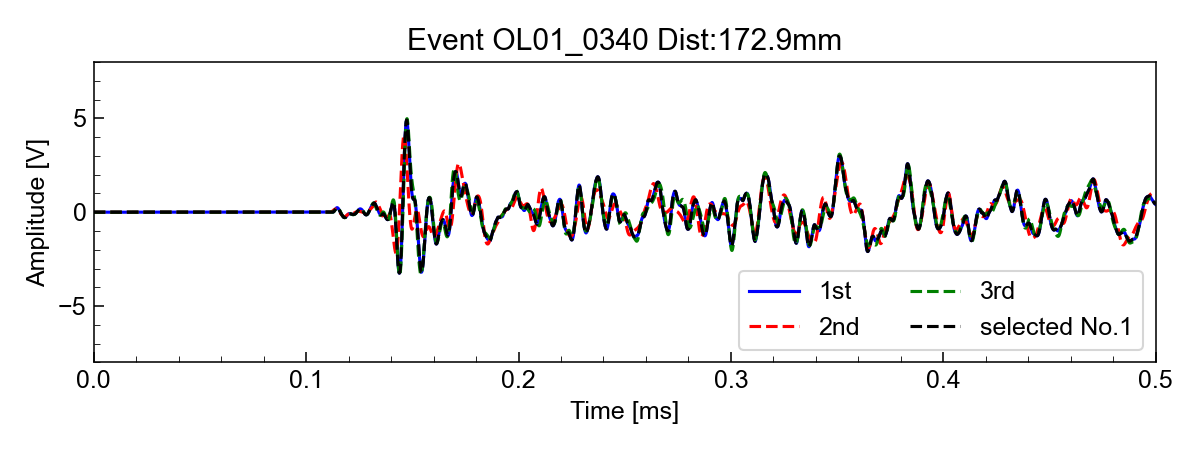 Event OL01_0340 Dist:172.9mm
Amplitude [V]
5
0
−5
1st
2nd
3rd
selected No.1
0.0 0.1 0.2 0.3 0.4 0.5
Time [ms]